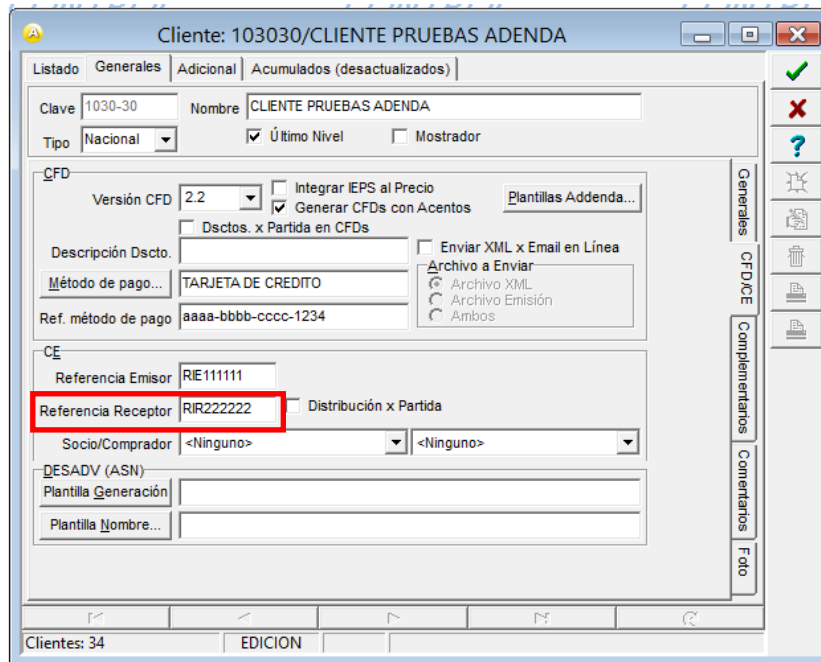 Cliente: 103030/CLIENTE PRUEBAS ADENDA
Listado Generales Adicional Acumulados (desactualizados)
Clave 1030-30 Nombre CLIENTE PRUEBAS ADENDA
Tipo Nacional Último Nivel Mostrador
CFD
Versión CFD 2.2 Integrar IEPS al Precio
Generar CFDs con Acentos Plantillas Addenda...
Dsctos. x Partida en CFDs
Descripción Dscto. Enviar XML x Email en Línea
Archivo a Enviar
Método de pago... TARJETA DE CREDITO Archivo XML
Archivo Emisión
Ref. método de pago aaaa-bbbb-cccc-1234 Ambos
CE
Referencia Emisor RIE111111
Referencia Receptor RIR222222 Distribución x Partida
Socio/Comprador <Ninguno> <Ninguno>
DESADV (ASN)
Plantilla Generación
Plantilla Nombre...
Generales
CFD/CE
Complementarios
Comentarios
Foto
Clientes: 34 EDICION